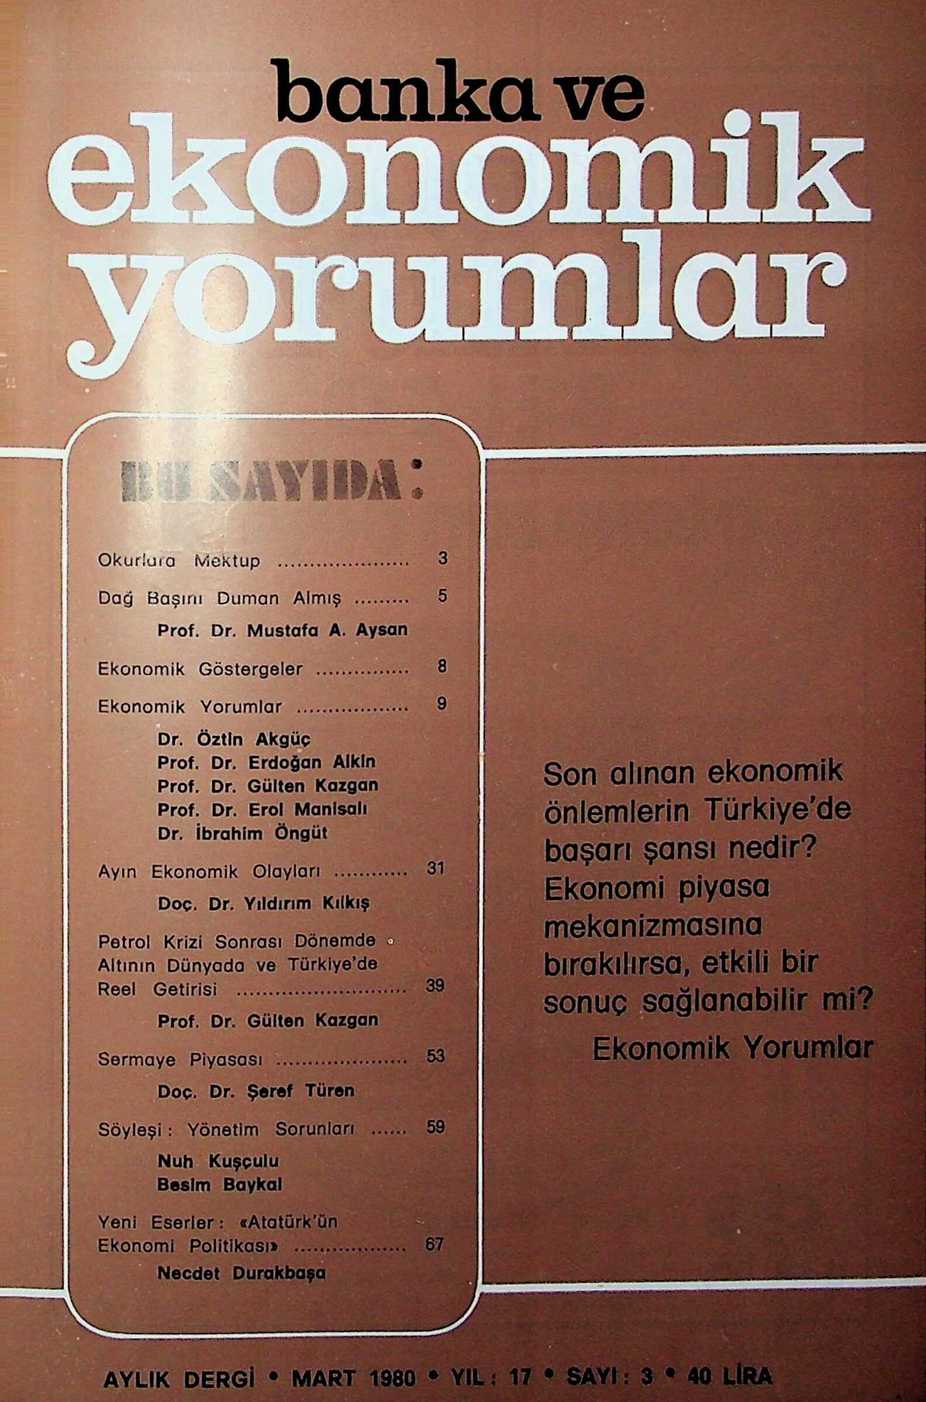 banka ve
ekonomik
yorumlar
BU SAYIDA:
Okurlara Mektup ..................... 3
Dağ Başını Duman Almış ......... 5
Prof. Dr. Mustafa A. Aysan
Ekonomik Göstergeler ............... 8
Ekonomik Yorumlar .................. 9
Dr. Öztin Akgüç
Prof. Dr. Erdoğan Alkin
Prof. Dr. Gülten Kazgan
Prof. Dr. Erol Manisalı
Dr. İbrahim Öngüt
Ayın Ekonomik Olayları ............ 31
Doç. Dr. Yıldırım Kılkış
Petrol Krizi Sonrası Dönemde
Altının Dünyada ve Türkiye'de
Reel Getirisi ........................... 39
Prof. Dr. Gülten Kazgan
Sermaye Piyasası ..................... 53
Doç. Dr. Şeref Türen
Söyleşi: Yönetim Sorunları ...... 59
Nuh Kuşçulu
Besim Baykal
Yeni Eserler: «Atatürk'ün
Ekonomi Politikası» .................. 67
Necdet Durakbaşa
Son alınan ekonomik
önlemlerin Türkiye'de
başarı şansı nedir?
Ekonomi piyasa
mekanizmasına
bırakılırsa, etkili bir
sonuç sağlanabilir mi?
Ekonomik Yorumlar
AYLIK DERGİ • MART 1980 • YIL: 17 • SAYI: 3 • 40 LİRA